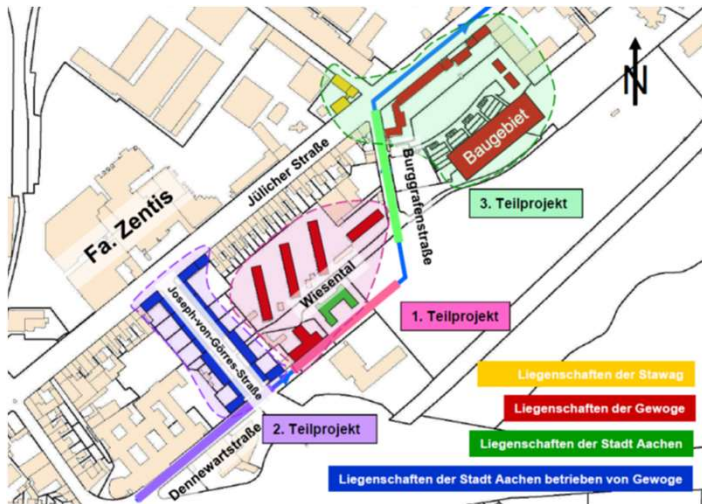 N
Baugebiet
Jülicher Straße
Burggrafenstraße
Fa. Zentis
3. Teilprojekt
Wiesental
Joseph-von-Görres-Straße
1. Teilprojekt
Liegenschaften der Stawag
Liegenschaften der Gewoge
2. Teilprojekt
Dennewartstraße
Liegenschaften der Stadt Aachen
Liegenschaften der Stadt Aachen betrieben von Gewoge